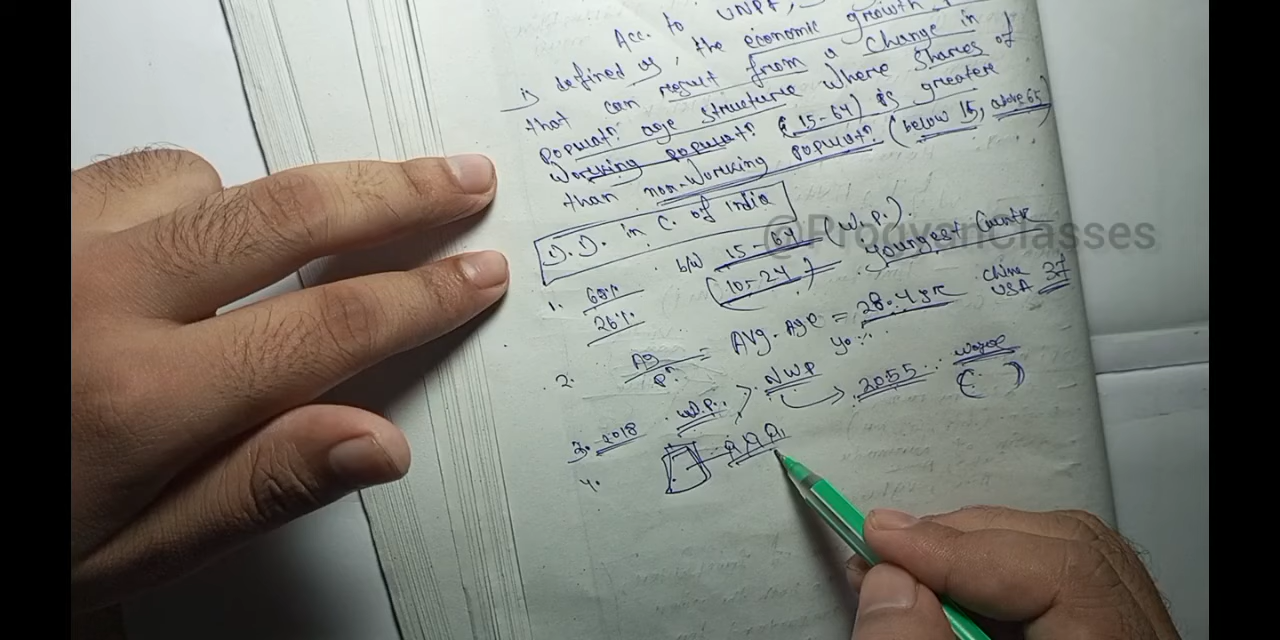 Acc. to UNPF,
is defined as, the economic growth
that can result from a change in
populatn age structure where shares of
working populatn (15-64) is greater
than non-working populatn (below 15, above 65)
D.D. in C. of India
@Progyanclasses
1. 68% b/w 15-64 (W.P.).
26% (10-24) youngest Country
2. Avg. Age = 28.4 yr China USA 37
3. 2018 W.P. > NWP 2055
4.